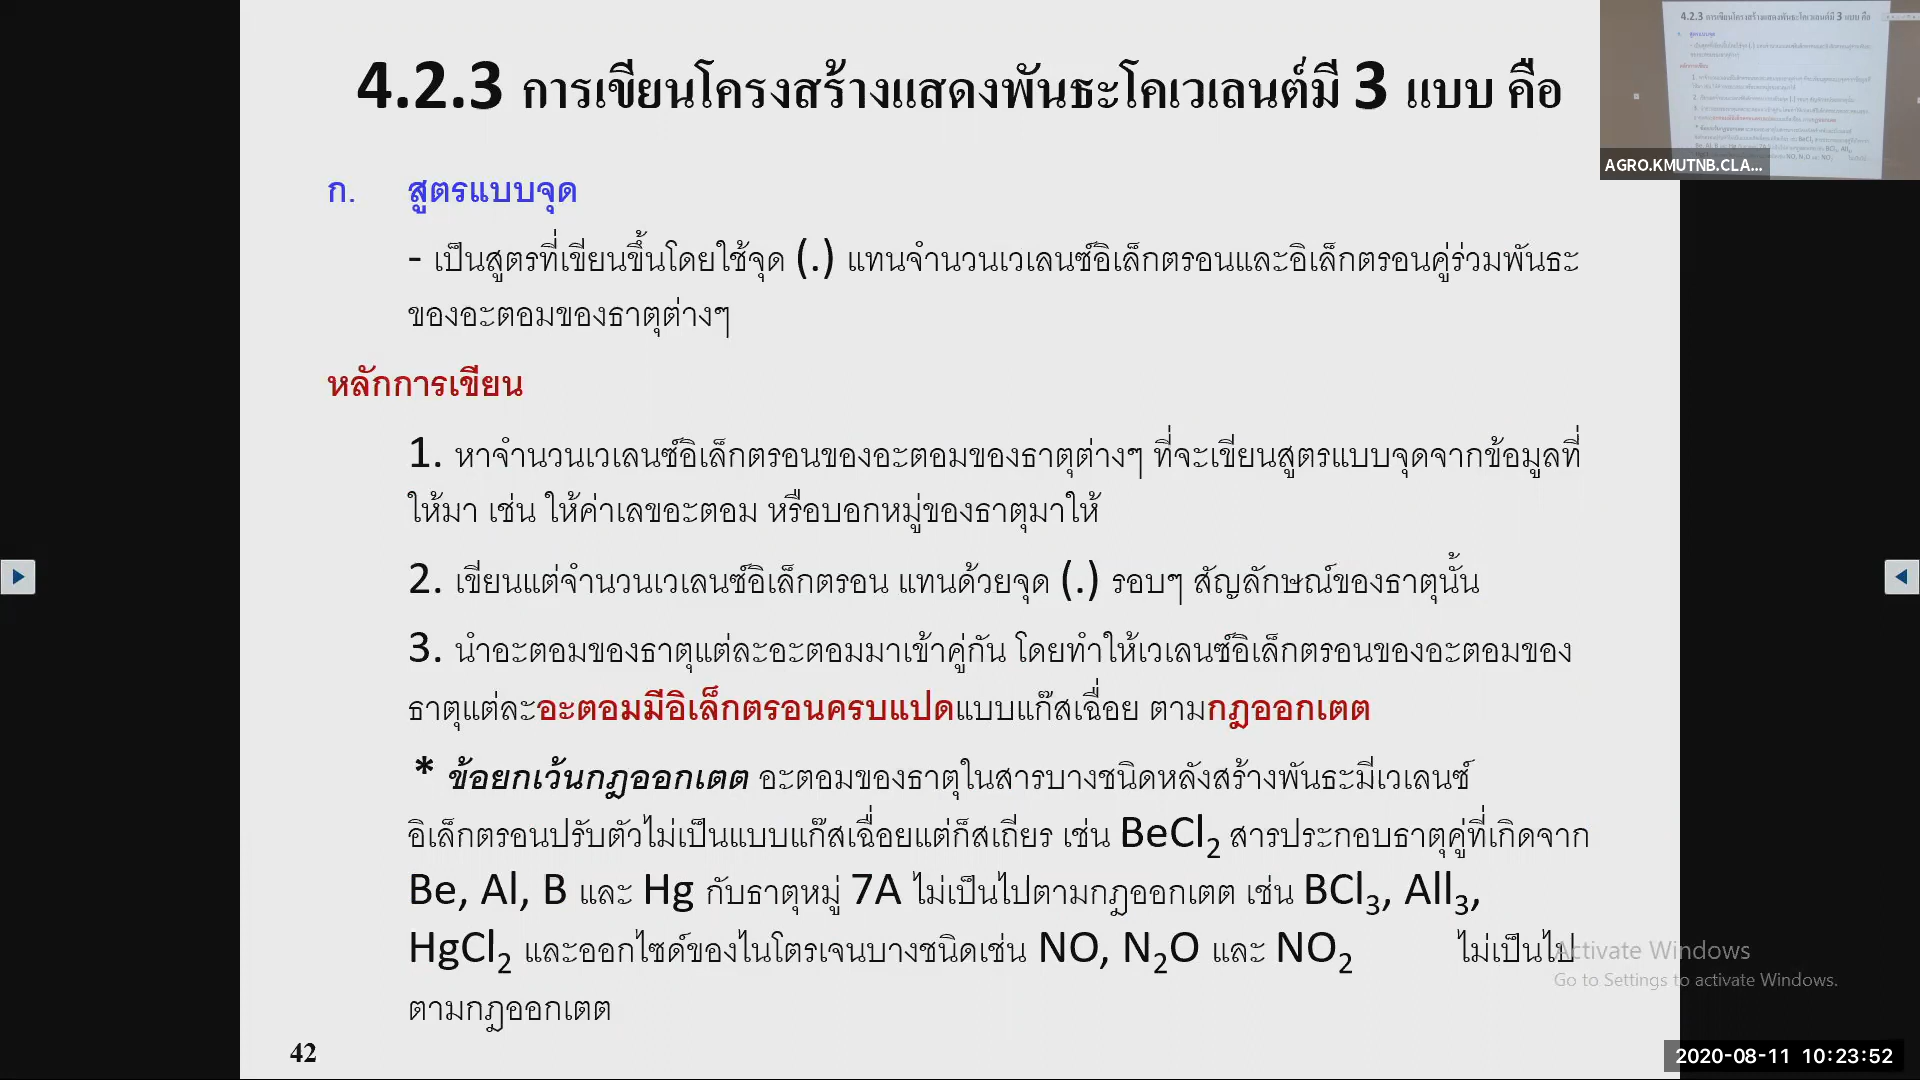 4.2.3 การเขียนโครงสร้างแสดงพันธะโคเวเลนต์มี 3 แบบ คือ
ก. สูตรแบบจุด
- เป็นสูตรที่เขียนขึ้นโดยใช้จุด (.) แทนจำนวนเวเลนซ์อิเล็กตรอนและอิเล็กตรอนคู่ร่วมพันธะ
ของอะตอมของธาตุต่างๆ
หลักการเขียน
1. หาจำนวนเวเลนซ์อิเล็กตรอนของอะตอมของธาตุต่างๆ ที่จะเขียนสูตรแบบจุดจากข้อมูลที่
ให้มา เช่น ให้ค่าเลขอะตอม หรือบอกหมู่ของธาตุมาให้
2. เขียนแต่จำนวนเวเลนซ์อิเล็กตรอน แทนด้วยจุด (.) รอบๆ สัญลักษณ์ของธาตุนั้น
3. นำอะตอมของธาตุแต่ละอะตอมมาเข้าคู่กัน โดยทำให้เวเลนซ์อิเล็กตรอนของอะตอมของ
ธาตุแต่ละอะตอมมีอิเล็กตรอนครบแปดแบบแก๊สเฉื่อย ตามกฎออกเตต
* ข้อยกเว้นกฎออกเตต อะตอมของธาตุในสารบางชนิดหลังสร้างพันธะมีเวเลนซ์
อิเล็กตรอนปรับตัวไม่เป็นแบบแก๊สเฉื่อยแต่ก็สเถียร เช่น BeCl2 สารประกอบธาตุคู่ที่เกิดจาก
Be, Al, B และ Hg กับธาตุหมู่ 7A ไม่เป็นไปตามกฎออกเตต เช่น BCl3, AlI3,
HgCl2 และออกไซด์ของไนโตรเจนบางชนิดเช่น NO, N2O และ NO2 ไม่เป็นไป
ตามกฎออกเตต
42
AGRO.KMUTNB.CLA...
Activate Windows
Go to Settings to activate Windows.
2020-08-11 10:23:52